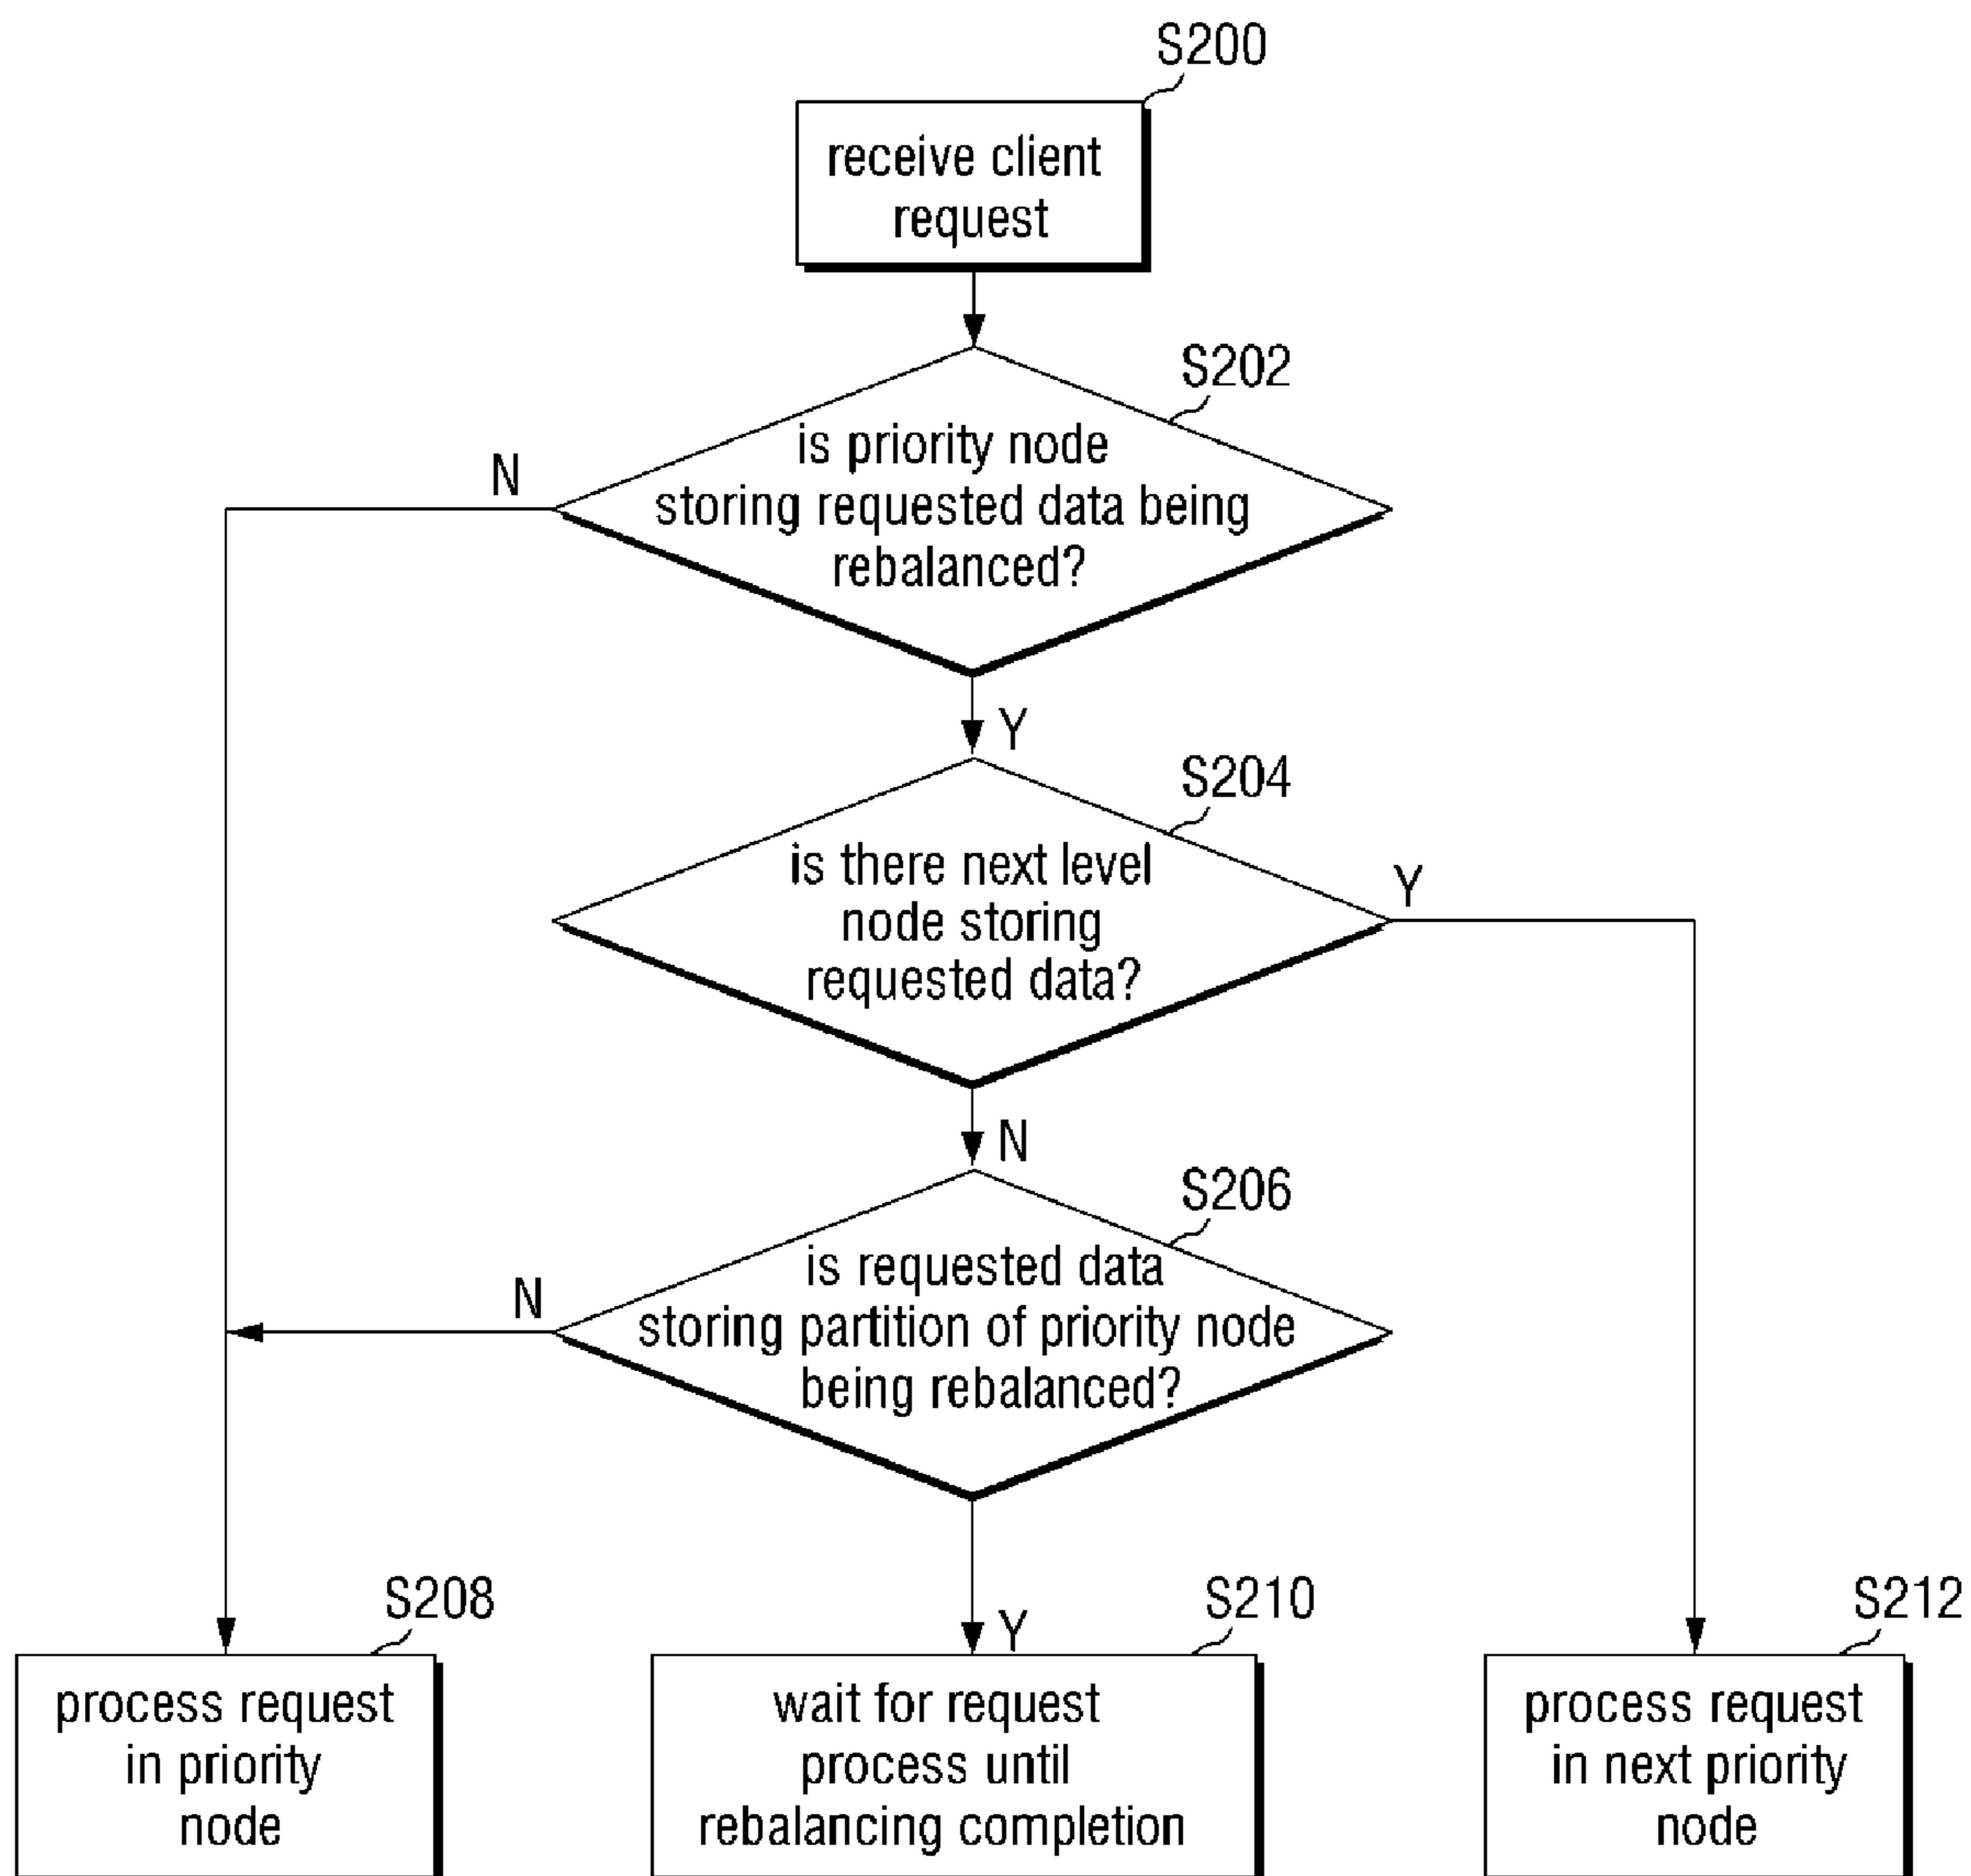 S200
receive client
request
S202
is priority node
storing requested data being
rebalanced?
N
Y
S204
is there next level
node storing
requested data?
Y
N
S206
is requested data
storing partition of priority node
being rebalanced?
N
Y
S208
process request
in priority
node
S210
wait for request
process until
rebalancing completion
S212
process request
in next priority
node